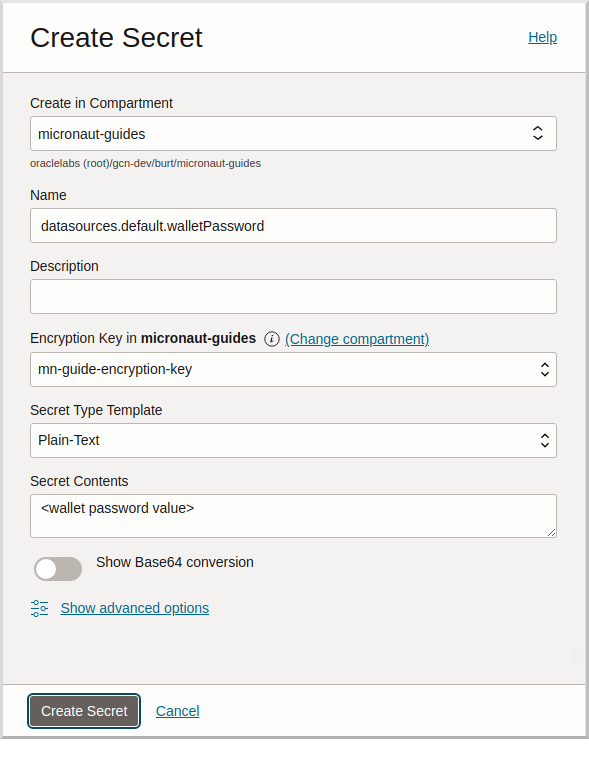 Create Secret
Help
Create in Compartment
micronaut-guides
oraclelabs (root)/gcn-dev/burt/micronaut-guides
Name
datasources.default.walletPassword
Description
Encryption Key in micronaut-guides i (Change compartment)
mn-guide-encryption-key
Secret Type Template
Plain-Text
Secret Contents
<wallet password value>
Show Base64 conversion
Show advanced options
Create Secret
Cancel